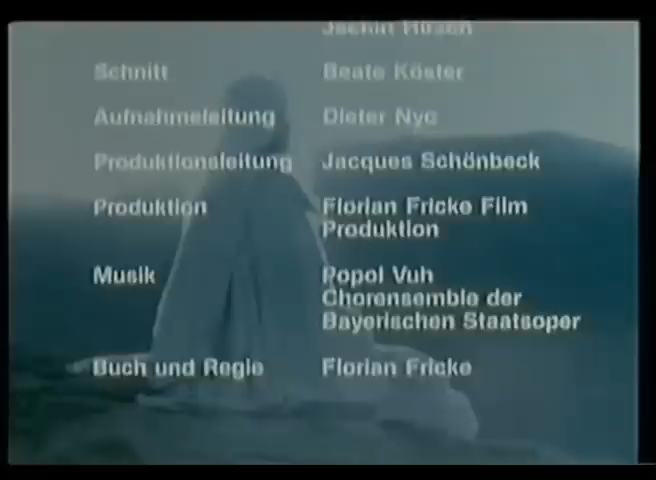 Schnitt Beate Köster
Aufnahmeleitung Dieter Nyc
Produktionsleitung Jacques Schönbeck
Produktion Florian Fricke Film
Produktion
Musik Popol Vuh
Chorensemble der
Bayerischen Staatsoper
Buch und Regie Florian Fricke